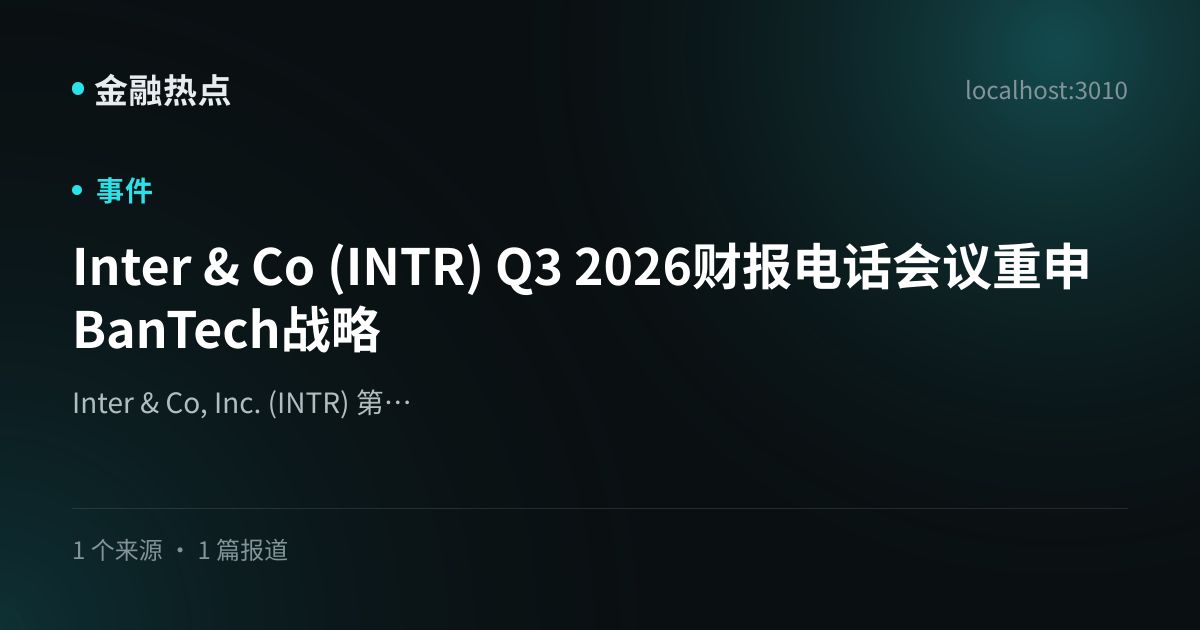 金融热点
localhost:3010
事件
Inter & Co (INTR) Q3 2026财报电话会议重申
BanTech战略
Inter & Co, Inc. (INTR) 第…
1 个来源 · 1 篇报道